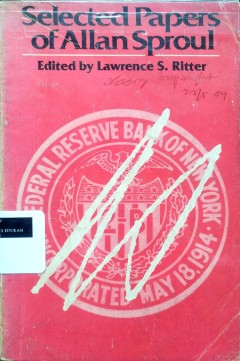 Selected Papers
of Allan Sproul
Edited by Lawrence S. Ritter
FEDERAL RESERVE BANK OF NEW YORK
INCORPORATED MAY 18, 1914